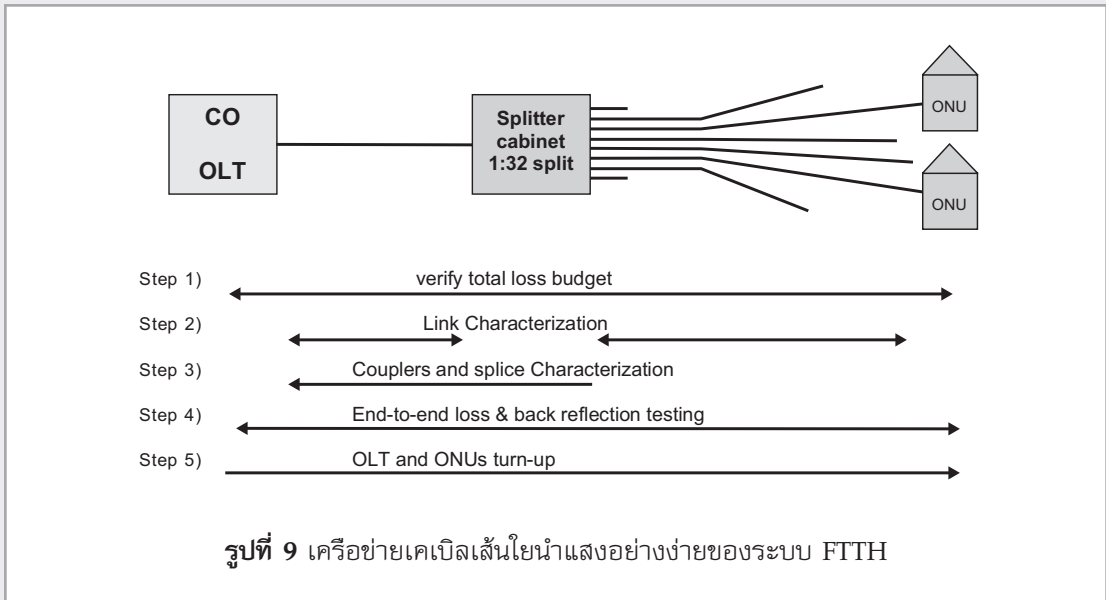 CO
OLT
Splitter
cabinet
1:32 split
ONU
ONU
Step 1) verify total loss budget
Step 2) Link Characterization
Step 3) Couplers and splice Characterization
Step 4) End-to-end loss & back reflection testing
Step 5) OLT and ONUs turn-up
รูปที่ 9 เครือข่ายเคเบิลเส้นใยนำแสงอย่างง่ายของระบบ FTTH